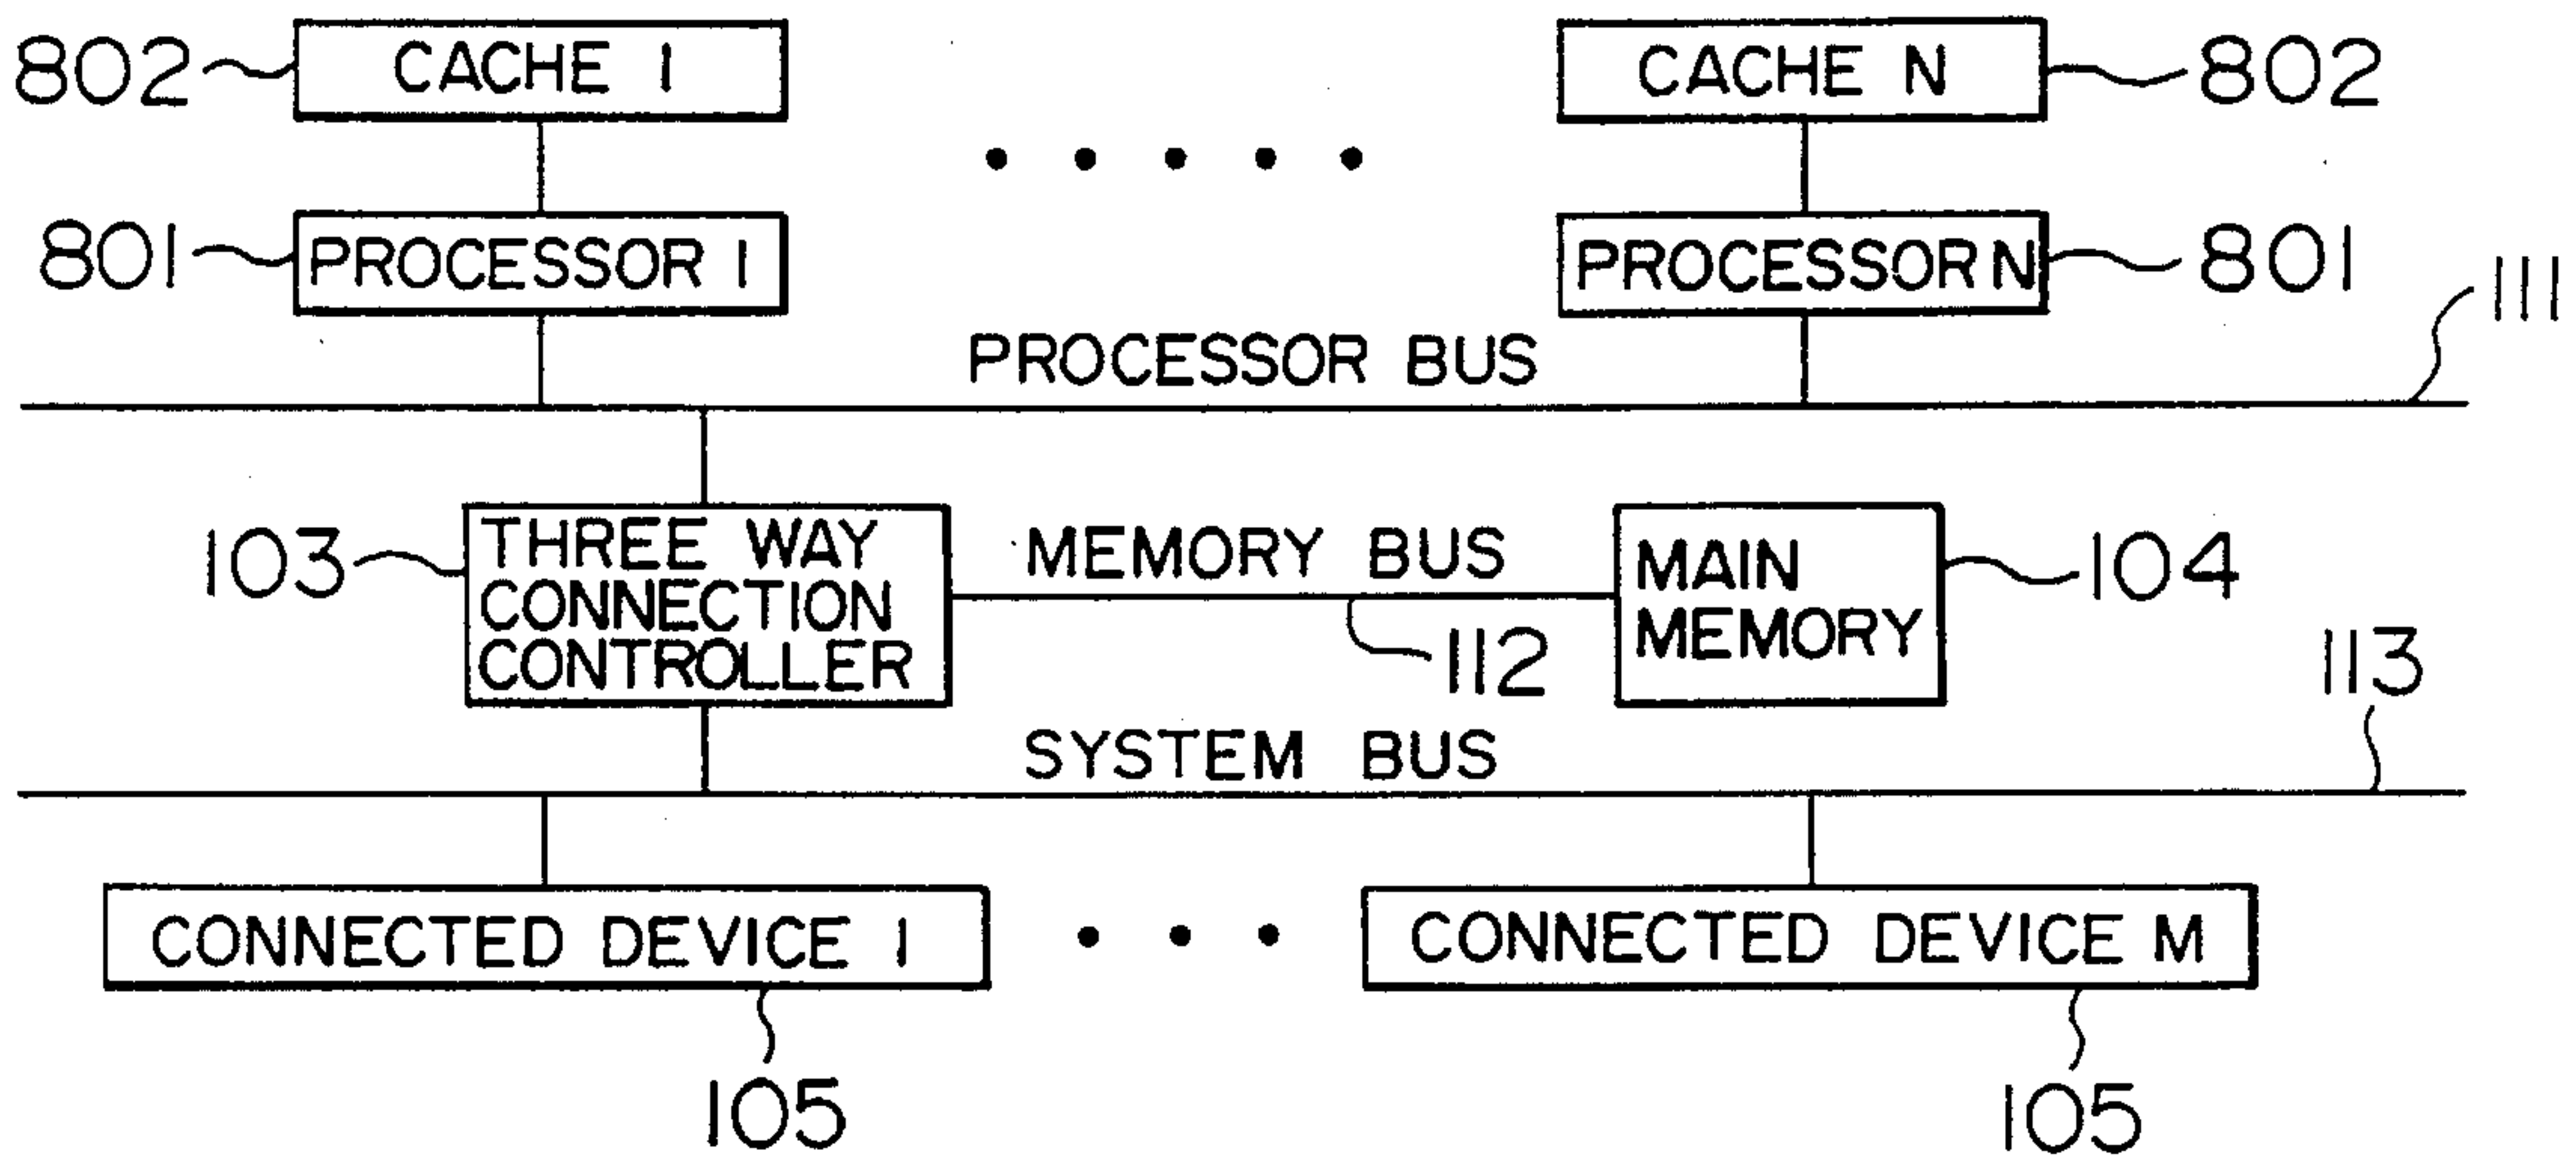 802
CACHE 1
CACHE N
802
801
PROCESSOR 1
PROCESSOR N
801
111
PROCESSOR BUS
103
THREE WAY
CONNECTION
CONTROLLER
MEMORY BUS
112
MAIN
MEMORY
104
113
SYSTEM BUS
CONNECTED DEVICE 1
CONNECTED DEVICE M
105
105